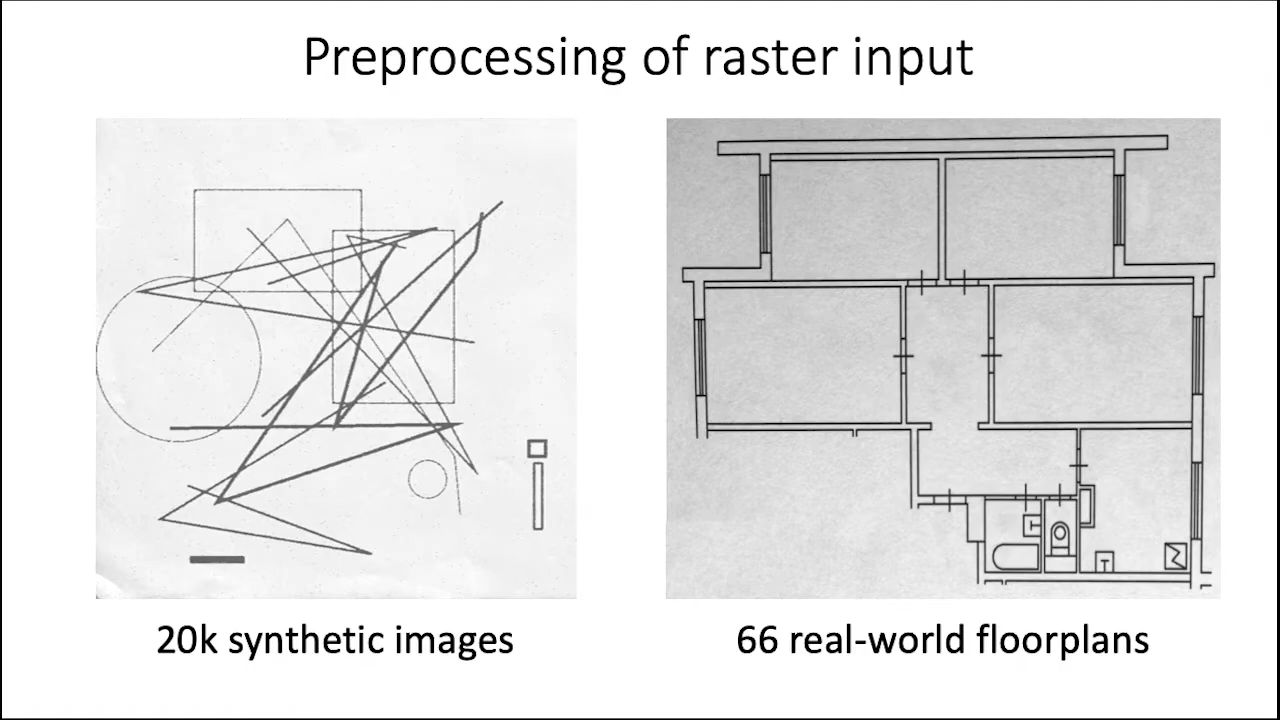 Preprocessing of raster input
20k synthetic images
66 real-world floorplans